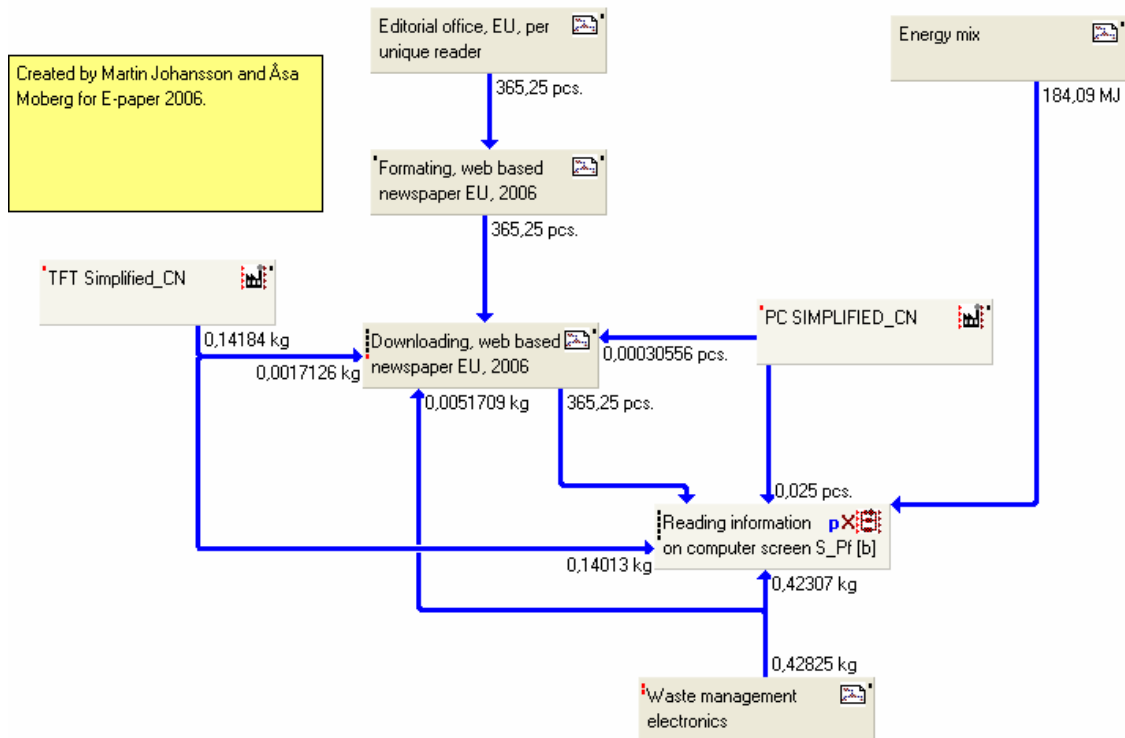 Editorial office, EU, per
unique reader
Energy mix
Created by Martin Johansson and Åsa
Moberg for E-paper 2006.
365,25 pcs.
184,09 MJ
Formating, web based
newspaper EU, 2006
365,25 pcs.
TFT Simplified_CN
PC SIMPLIFIED_CN
0,14184 kg
Downloading, web based
newspaper EU, 2006
0,00030556 pcs.
0,0017126 kg
0,0051709 kg
365,25 pcs.
0,025 pcs.
Reading information
on computer screen S_Pf [b]
pX
0,14013 kg
0,42307 kg
0,42825 kg
Waste management
electronics